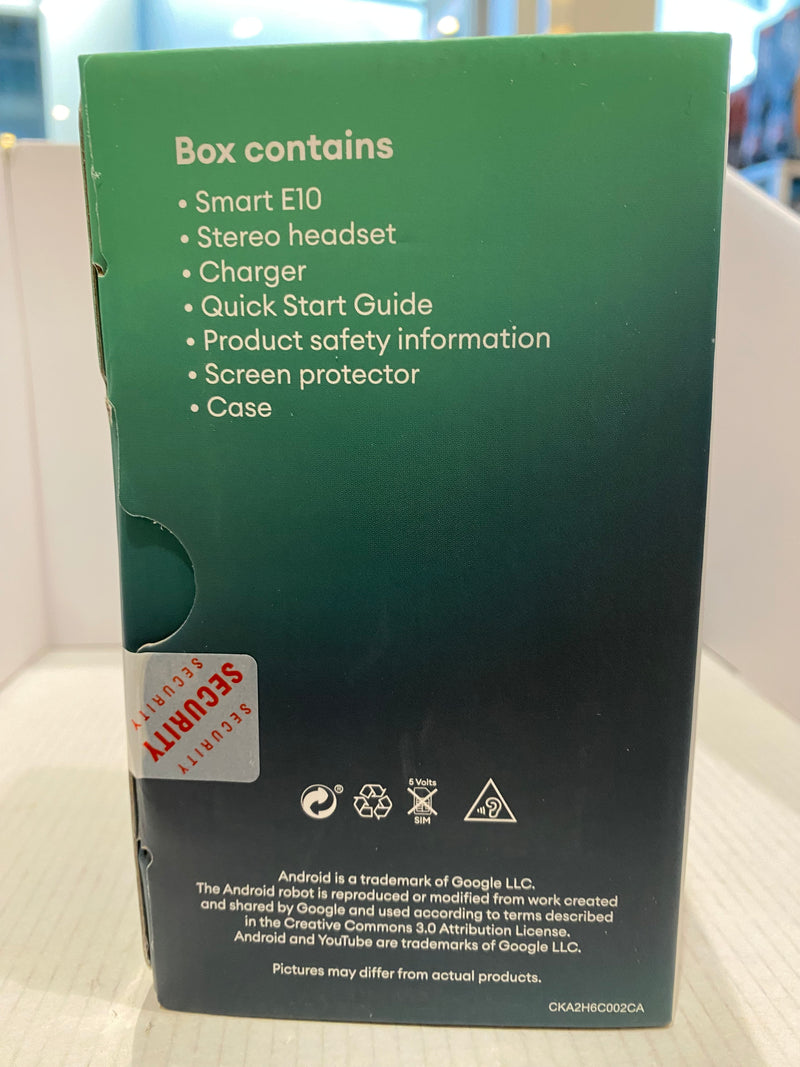 Box contains
• Smart E10
• Stereo headset
• Charger
• Quick Start Guide
• Product safety information
• Screen protector
• Case
SECURITY
SECURITY
SECURITY
®
5 Volts
SIM
Android is a trademark of Google LLC.
The Android robot is reproduced or modified from work created
and shared by Google and used according to terms described
in the Creative Commons 3.0 Attribution License.
Android and YouTube are trademarks of Google LLC.
Pictures may differ from actual products.
CKA2H6C002CA